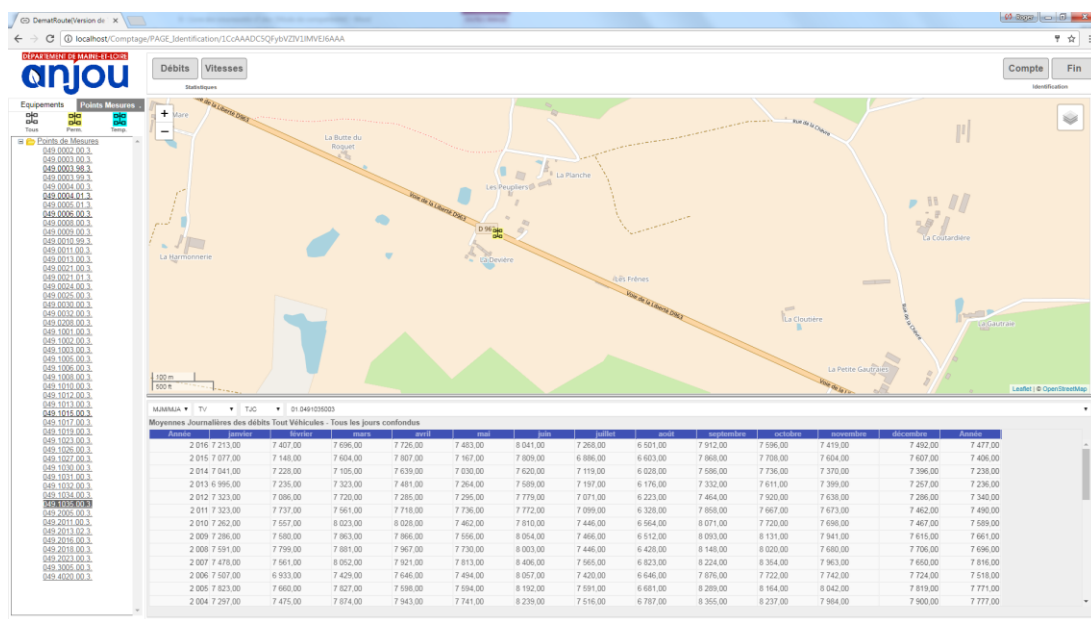 DematRoute(Version de
Roger
localhost/Comptage/PAGE_Identification/1CcAAADC5QFybVZlV1IMVEJ6AAA
DÉPARTEMENT DE MAINE-ET-LOIRE
anjou
Débits Vitesses
Statistiques
Compte Fin
Identification
Equipements Points Mesures
Tous Perm. Temp.
Points de Mesures
049.0002.00.3.
049.0003.00.3.
049.0003.98.3.
049.0003.99.3.
049.0004.00.3.
049.0004.01.3.
049.0005.01.3.
049.0006.00.3.
049.0008.00.3.
049.0009.00.3.
049.0010.99.3.
049.0011.00.3.
049.0013.00.3.
049.0021.00.3.
049.0021.01.3.
049.0024.00.3.
049.0025.00.3.
049.0030.00.3.
049.0032.00.3.
049.0208.00.3.
049.1001.00.3.
049.1002.00.3.
049.1003.00.3.
049.1005.00.3.
049.1006.00.3.
049.1008.00.3.
049.1010.00.3.
049.1012.00.3.
049.1013.00.3.
049.1015.00.3.
049.1017.00.3.
049.1019.00.3.
049.1023.00.3.
049.1026.00.3.
049.1027.00.3.
049.1030.00.3.
049.1031.00.3.
049.1032.00.3.
049.1034.00.3.
049.1035.00.3.
049.2005.00.3.
049.2011.00.3.
049.2013.02.3.
049.2016.00.3.
049.2018.00.3.
049.2023.00.3.
049.3005.00.3.
049.4020.00.3.
+
−
Mare
Voie de la Liberté D963
La Butte du
Roquet
Rue de la Chèvre
Les Peupliers
La Planche
Voie de la Liberté D963
D 963
La Devière
La Harmonnerie
La Coutardière
Les Frênes
Voie de la Liberté D963
La Cloutière
Rue de la Chèvre
La Gautraie
La Petite Gautraies
Voie de la
100 m
500 ft
Leaflet | © OpenStreetMap
MJM/MJA TV TJC 01.0491035003
Moyennes Journalières des débits Tout Véhicules - Tous les jours confondus
Année janvier février mars avril mai juin juillet août septembre octobre novembre décembre Année
2 016 7 213,00 7 407,00 7 696,00 7 726,00 7 483,00 8 041,00 7 268,00 6 501,00 7 912,00 7 596,00 7 419,00 7 492,00 7 477,00
2 015 7 077,00 7 148,00 7 604,00 7 807,00 7 167,00 7 809,00 6 886,00 6 603,00 7 868,00 7 708,00 7 604,00 7 607,00 7 406,00
2 014 7 041,00 7 228,00 7 105,00 7 639,00 7 030,00 7 620,00 7 119,00 6 028,00 7 586,00 7 736,00 7 370,00 7 396,00 7 238,00
2 013 6 995,00 7 235,00 7 323,00 7 481,00 7 264,00 7 589,00 7 197,00 6 176,00 7 332,00 7 611,00 7 399,00 7 257,00 7 236,00
2 012 7 323,00 7 086,00 7 720,00 7 285,00 7 295,00 7 779,00 7 071,00 6 223,00 7 464,00 7 920,00 7 638,00 7 286,00 7 340,00
2 011 7 323,00 7 737,00 7 561,00 7 718,00 7 736,00 7 772,00 7 099,00 6 328,00 7 858,00 7 667,00 7 673,00 7 462,00 7 490,00
2 010 7 262,00 7 557,00 8 023,00 8 028,00 7 462,00 7 810,00 7 446,00 6 564,00 8 071,00 7 720,00 7 698,00 7 467,00 7 589,00
2 009 7 286,00 7 580,00 7 863,00 7 866,00 7 556,00 8 054,00 7 466,00 6 512,00 8 093,00 8 131,00 7 941,00 7 615,00 7 661,00
2 008 7 591,00 7 799,00 7 881,00 7 967,00 7 730,00 8 003,00 7 446,00 6 428,00 8 148,00 8 020,00 7 680,00 7 706,00 7 696,00
2 007 7 478,00 7 561,00 8 052,00 7 921,00 7 813,00 8 406,00 7 565,00 6 823,00 8 224,00 8 354,00 7 963,00 7 650,00 7 816,00
2 006 7 507,00 6 933,00 7 429,00 7 646,00 7 494,00 8 057,00 7 420,00 6 646,00 7 876,00 7 722,00 7 742,00 7 724,00 7 518,00
2 005 7 823,00 7 660,00 7 827,00 7 598,00 7 594,00 8 192,00 7 591,00 6 681,00 8 289,00 8 164,00 8 042,00 7 819,00 7 771,00
2 004 7 297,00 7 475,00 7 874,00 7 943,00 7 741,00 8 239,00 7 516,00 6 787,00 8 355,00 8 237,00 7 984,00 7 900,00 7 777,00